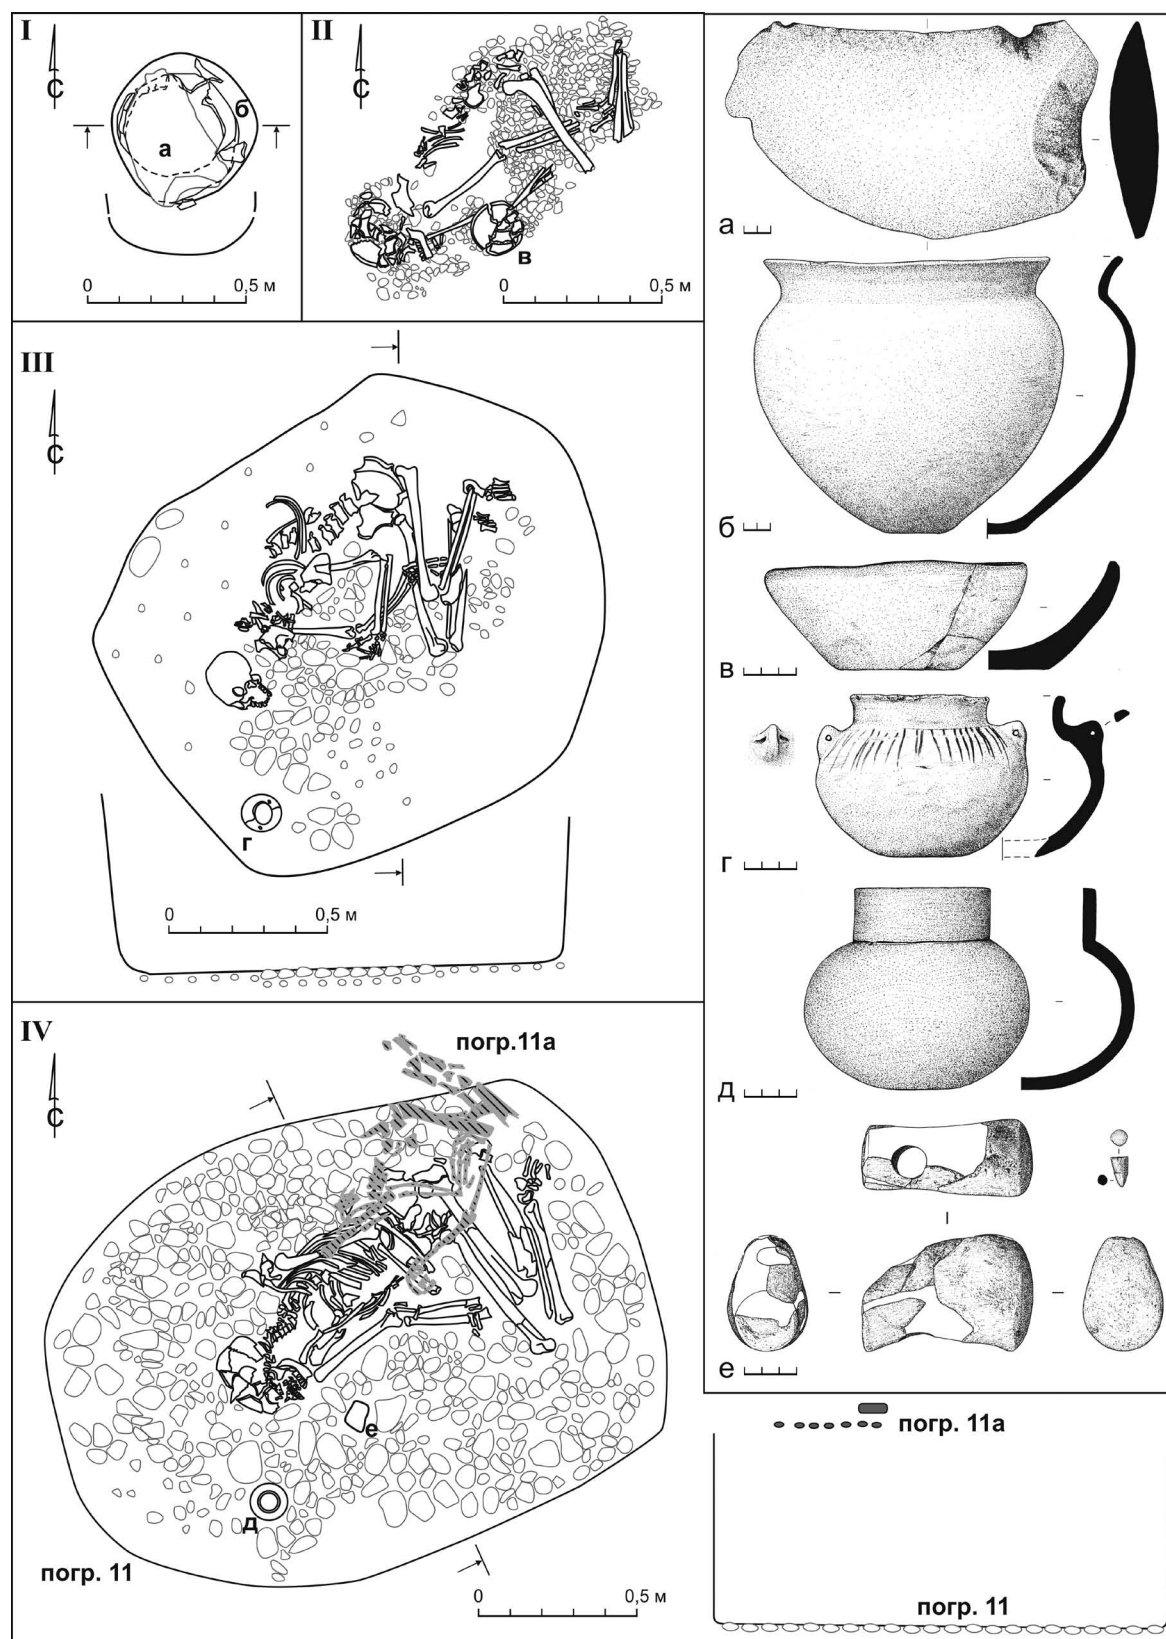 I
С
а
б
0 0,5 м
II
С
в
0 0,5 м
III
С
г
0 0,5 м
IV
С
погр.11а
е
д
погр. 11
0 0,5 м
а
б
в
г
д
е
погр. 11а
погр. 11